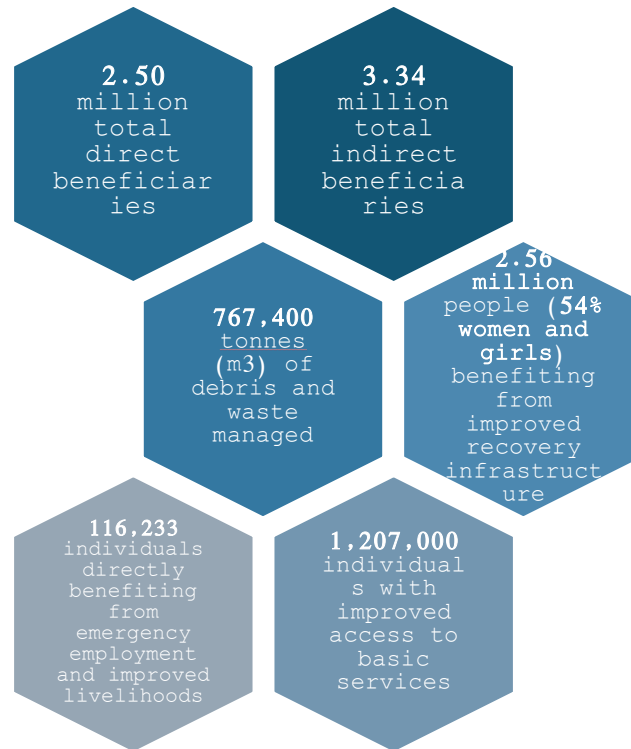 2.50
million
total
direct
beneficiar
ies
3.34
million
total
indirect
beneficia
ries
767,400
tonnes
(m3) of
debris and
waste
managed
2.56
million
people (54%
women and
girls)
benefiting
from
improved
recovery
infrastruct
ure
116,233
individuals
directly
benefiting
from
emergency
employment
and improved
livelihoods
1,207,000
individual
s with
improved
access to
basic
services